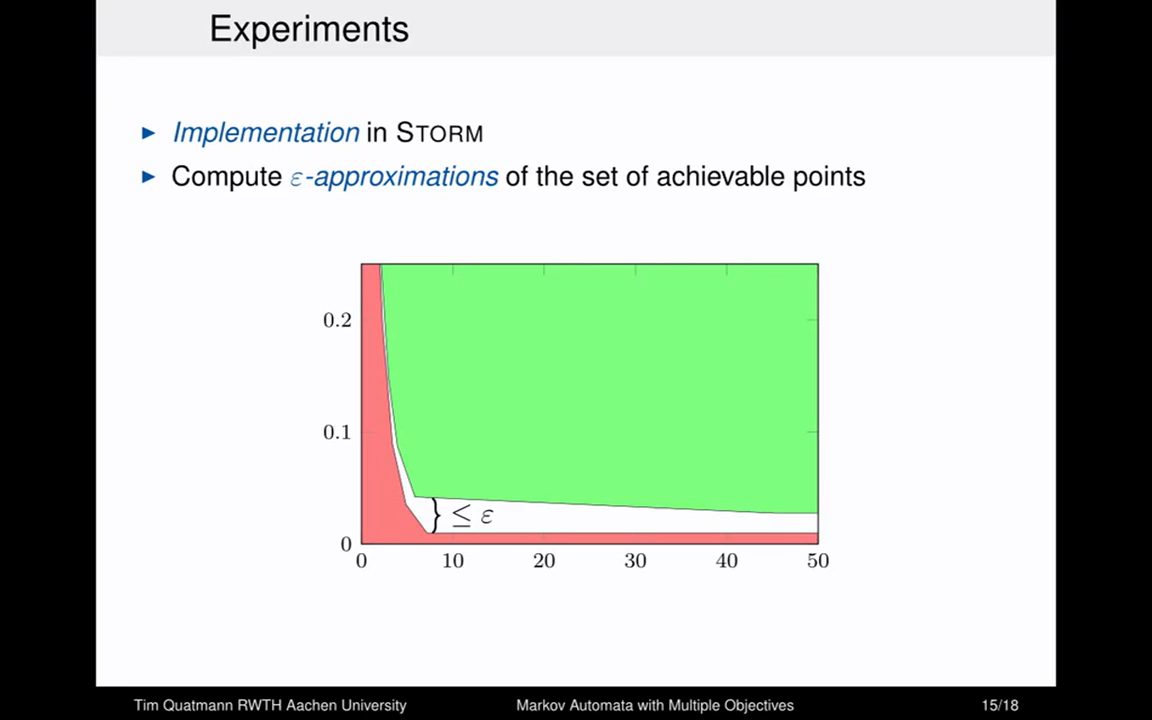 Experiments
▶ Implementation in STORM
▶ Compute ε-approximations of the set of achievable points
0.2
0.1
≤ ε
0
0 10 20 30 40 50
Tim Quatmann RWTH Aachen University Markov Automata with Multiple Objectives 15/18